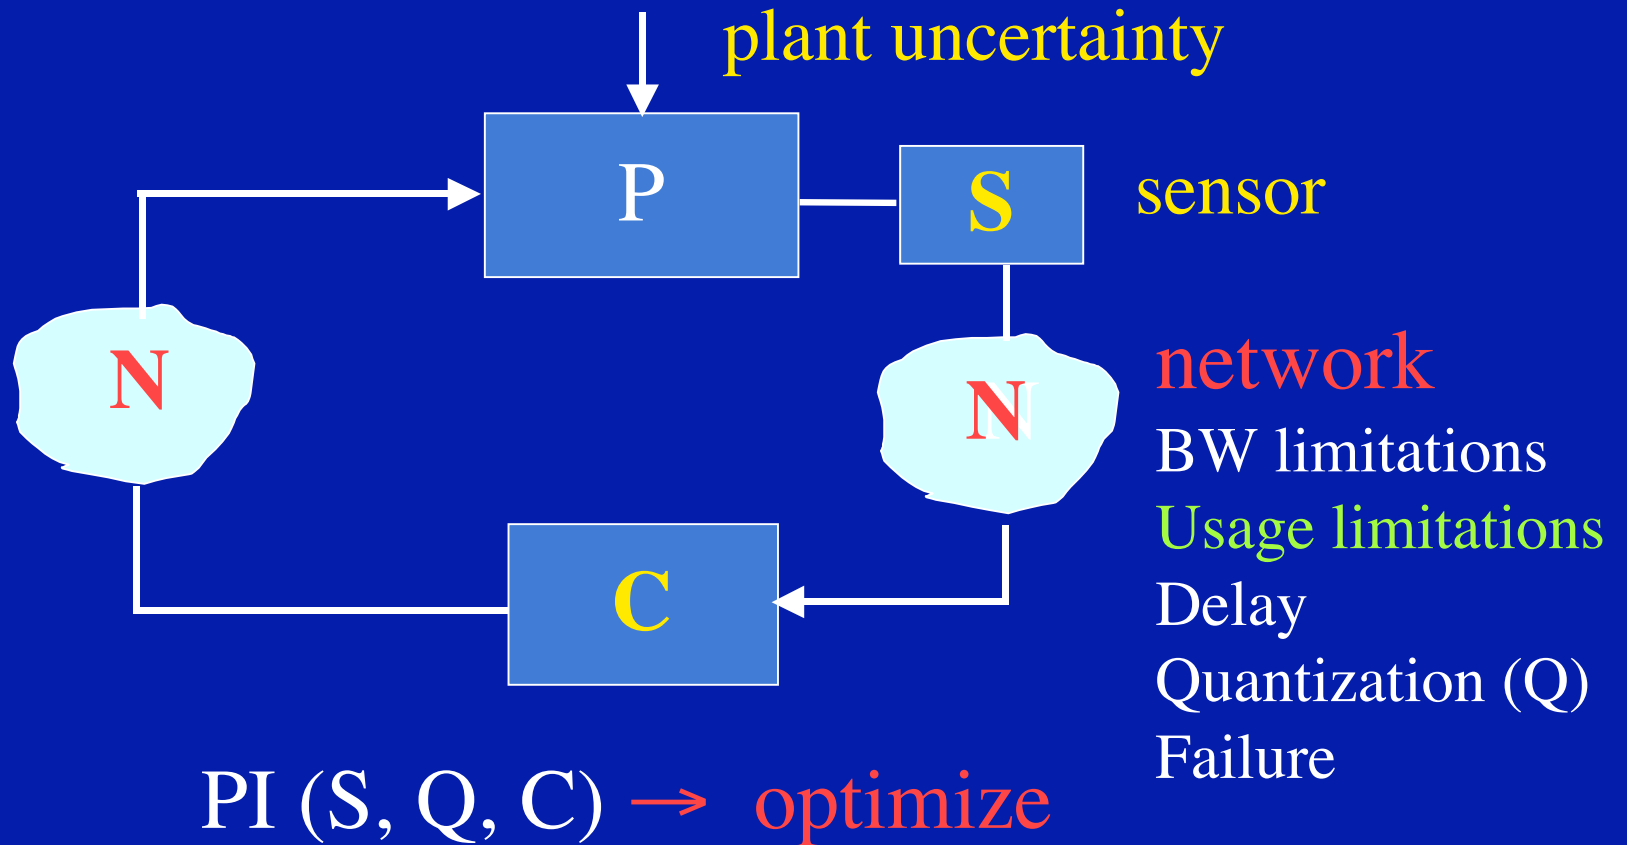 plant uncertainty
P
S
sensor
N
N
network
BW limitations
Usage limitations
Delay
Quantization (Q)
Failure
C
PI (S, Q, C) → optimize